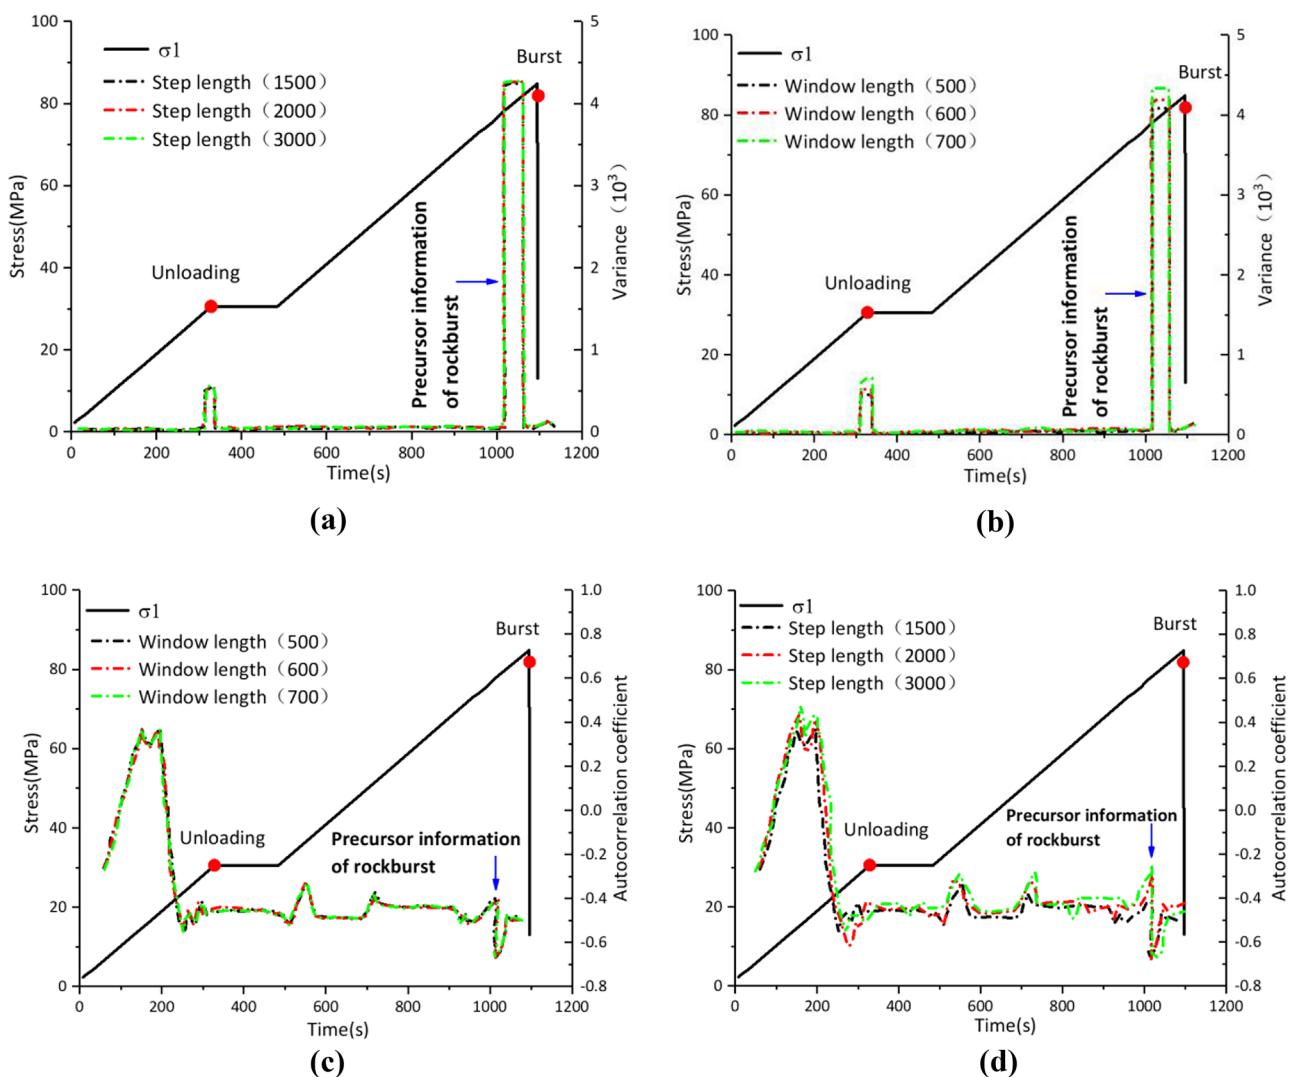 100
80
60
40
20
0
Stress(MPa)
σ1
Step length（1500）
Step length（2000）
Step length（3000）
Unloading
Burst
Precursor information
of rockburst
5
4
3
2
1
0
Variance（10³）
0 200 400 600 800 1000 1200
Time(s)
(a)
100
80
60
40
20
0
Stress(MPa)
σ1
Window length（500）
Window length（600）
Window length（700）
Unloading
Burst
Precursor information
of rockburst
5
4
3
2
1
0
Variance（10³）
0 200 400 600 800 1000 1200
Time(s)
(b)
100
80
60
40
20
0
Stress(MPa)
σ1
Window length（500）
Window length（600）
Window length（700）
Burst
Unloading
Precursor information
of rockburst
1.0
0.8
0.6
0.4
0.2
0.0
-0.2
-0.4
-0.6
-0.8
Autocorrelation coefficient
0 200 400 600 800 1000 1200
Time(s)
(c)
100
80
60
40
20
0
Stress(MPa)
σ1
Step length（1500）
Step length（2000）
Step length（3000）
Burst
Unloading
Precursor information
of rockburst
1.0
0.8
0.6
0.4
0.2
0.0
-0.2
-0.4
-0.6
-0.8
Autocorrelation coefficient
0 200 400 600 800 1000 1200
Time(s)
(d)